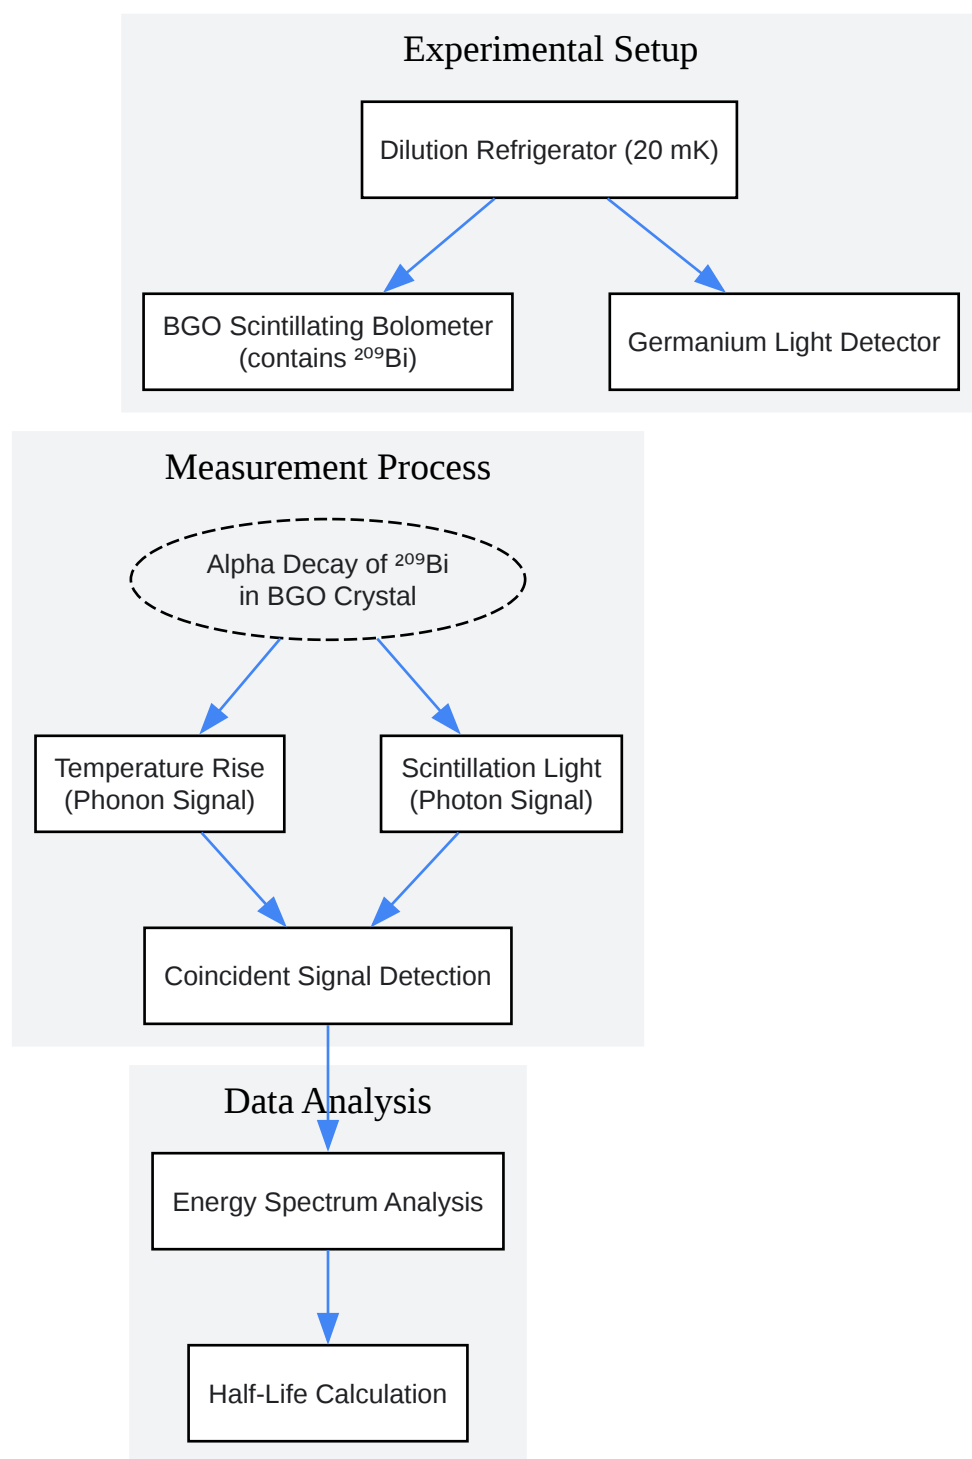 Experimental Setup
Dilution Refrigerator (20 mK)
BGO Scintillating Bolometer
(contains ²⁰⁹Bi)
Germanium Light Detector
Measurement Process
Alpha Decay of ²⁰⁹Bi
in BGO Crystal
Temperature Rise
(Phonon Signal)
Scintillation Light
(Photon Signal)
Coincident Signal Detection
Data Analysis
Energy Spectrum Analysis
Half-Life Calculation